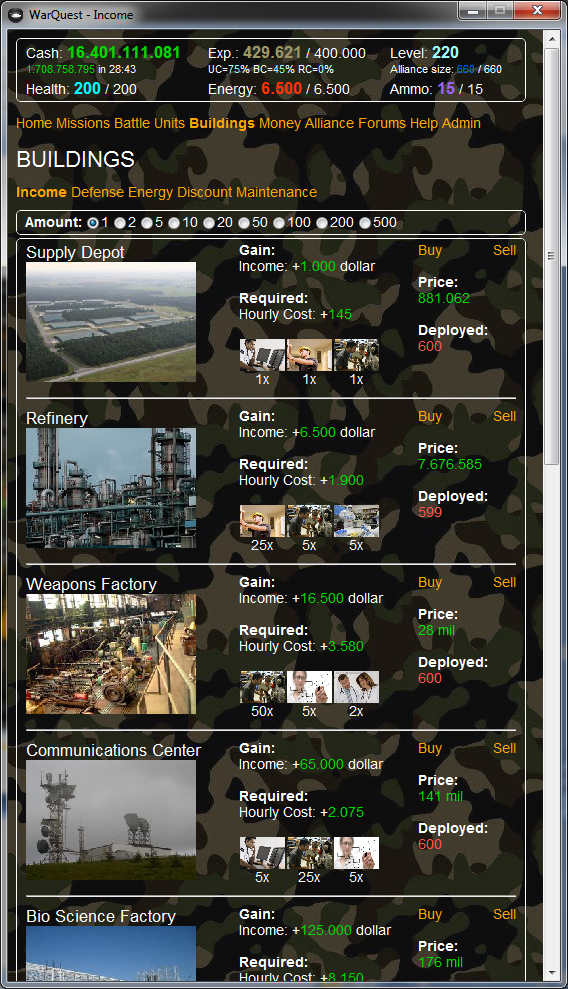 WarQuest - Income
Cash: 16.401.111.081 Exp.: 429.621 / 400.000 Level: 220
1.708.758.795 in 28:43 UC=75% BC=45% RC=0% Alliance size: 660 / 660
Health: 200 / 200 Energy: 6.500 / 6.500 Ammo: 15 / 15
Home Missions Battle Units Buildings Money Alliance Forums Help Admin
BUILDINGS
Income Defense Energy Discount Maintenance
Amount: 1 2 5 10 20 50 100 200 500
Supply Depot
Gain:
Income: +1.000 dollar
Required:
Hourly Cost: +145
1x 1x 1x
Buy Sell
Price:
881.062
Deployed:
600
Refinery
Gain:
Income: +6.500 dollar
Required:
Hourly Cost: +1.900
25x 5x 5x
Buy Sell
Price:
7.676.585
Deployed:
599
Weapons Factory
Gain:
Income: +16.500 dollar
Required:
Hourly Cost: +3.580
50x 5x 2x
Buy Sell
Price:
28 mil
Deployed:
600
Communications Center
Gain:
Income: +65.000 dollar
Required:
Hourly Cost: +2.075
5x 25x 5x
Buy Sell
Price:
141 mil
Deployed:
600
Bio Science Factory
Gain:
Income: +125.000 dollar
Required:
Hourly Cost: +8.150
Buy Sell
Price:
176 mil